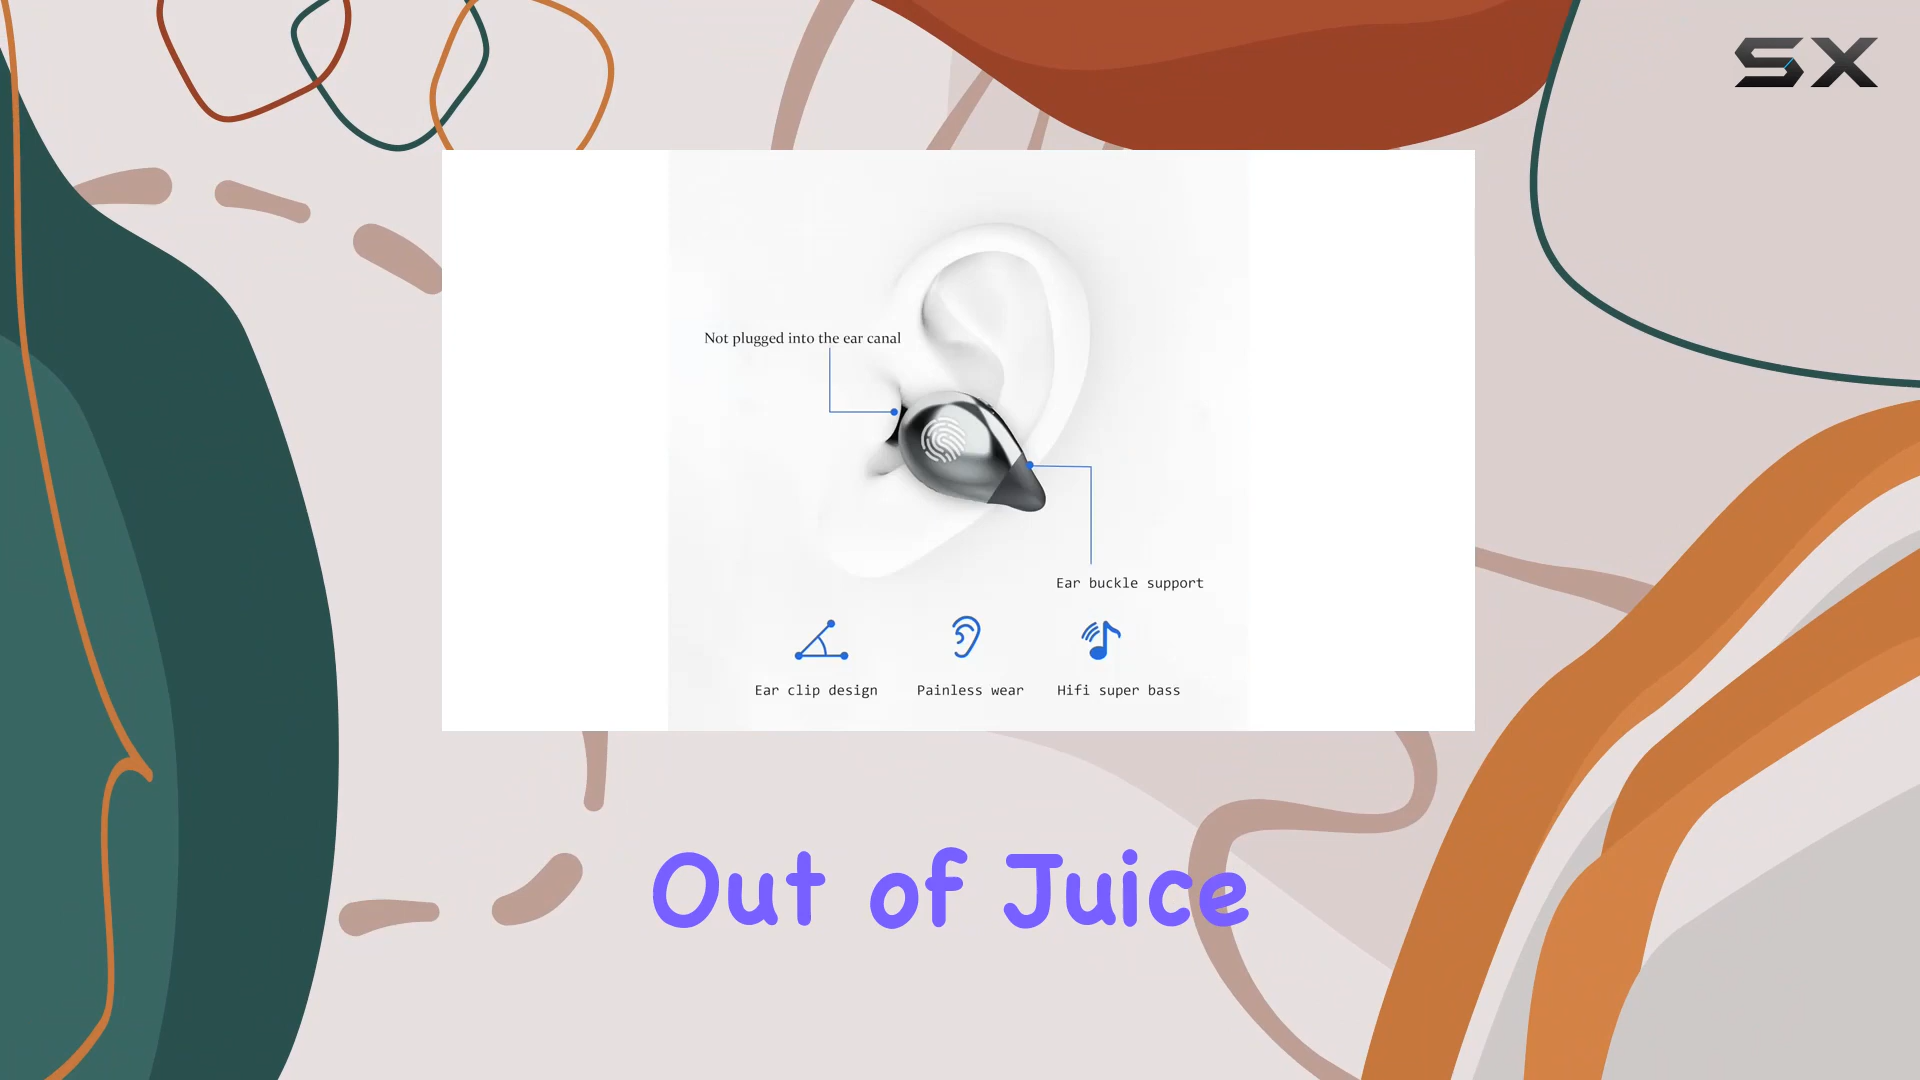 SX
Not plugged into the ear canal
Ear buckle support
Ear clip design
Painless wear
Hifi super bass
Out of Juice